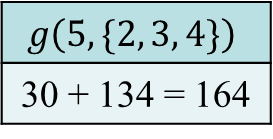 g(5, {2, 3, 4})
30 + 134 = 164